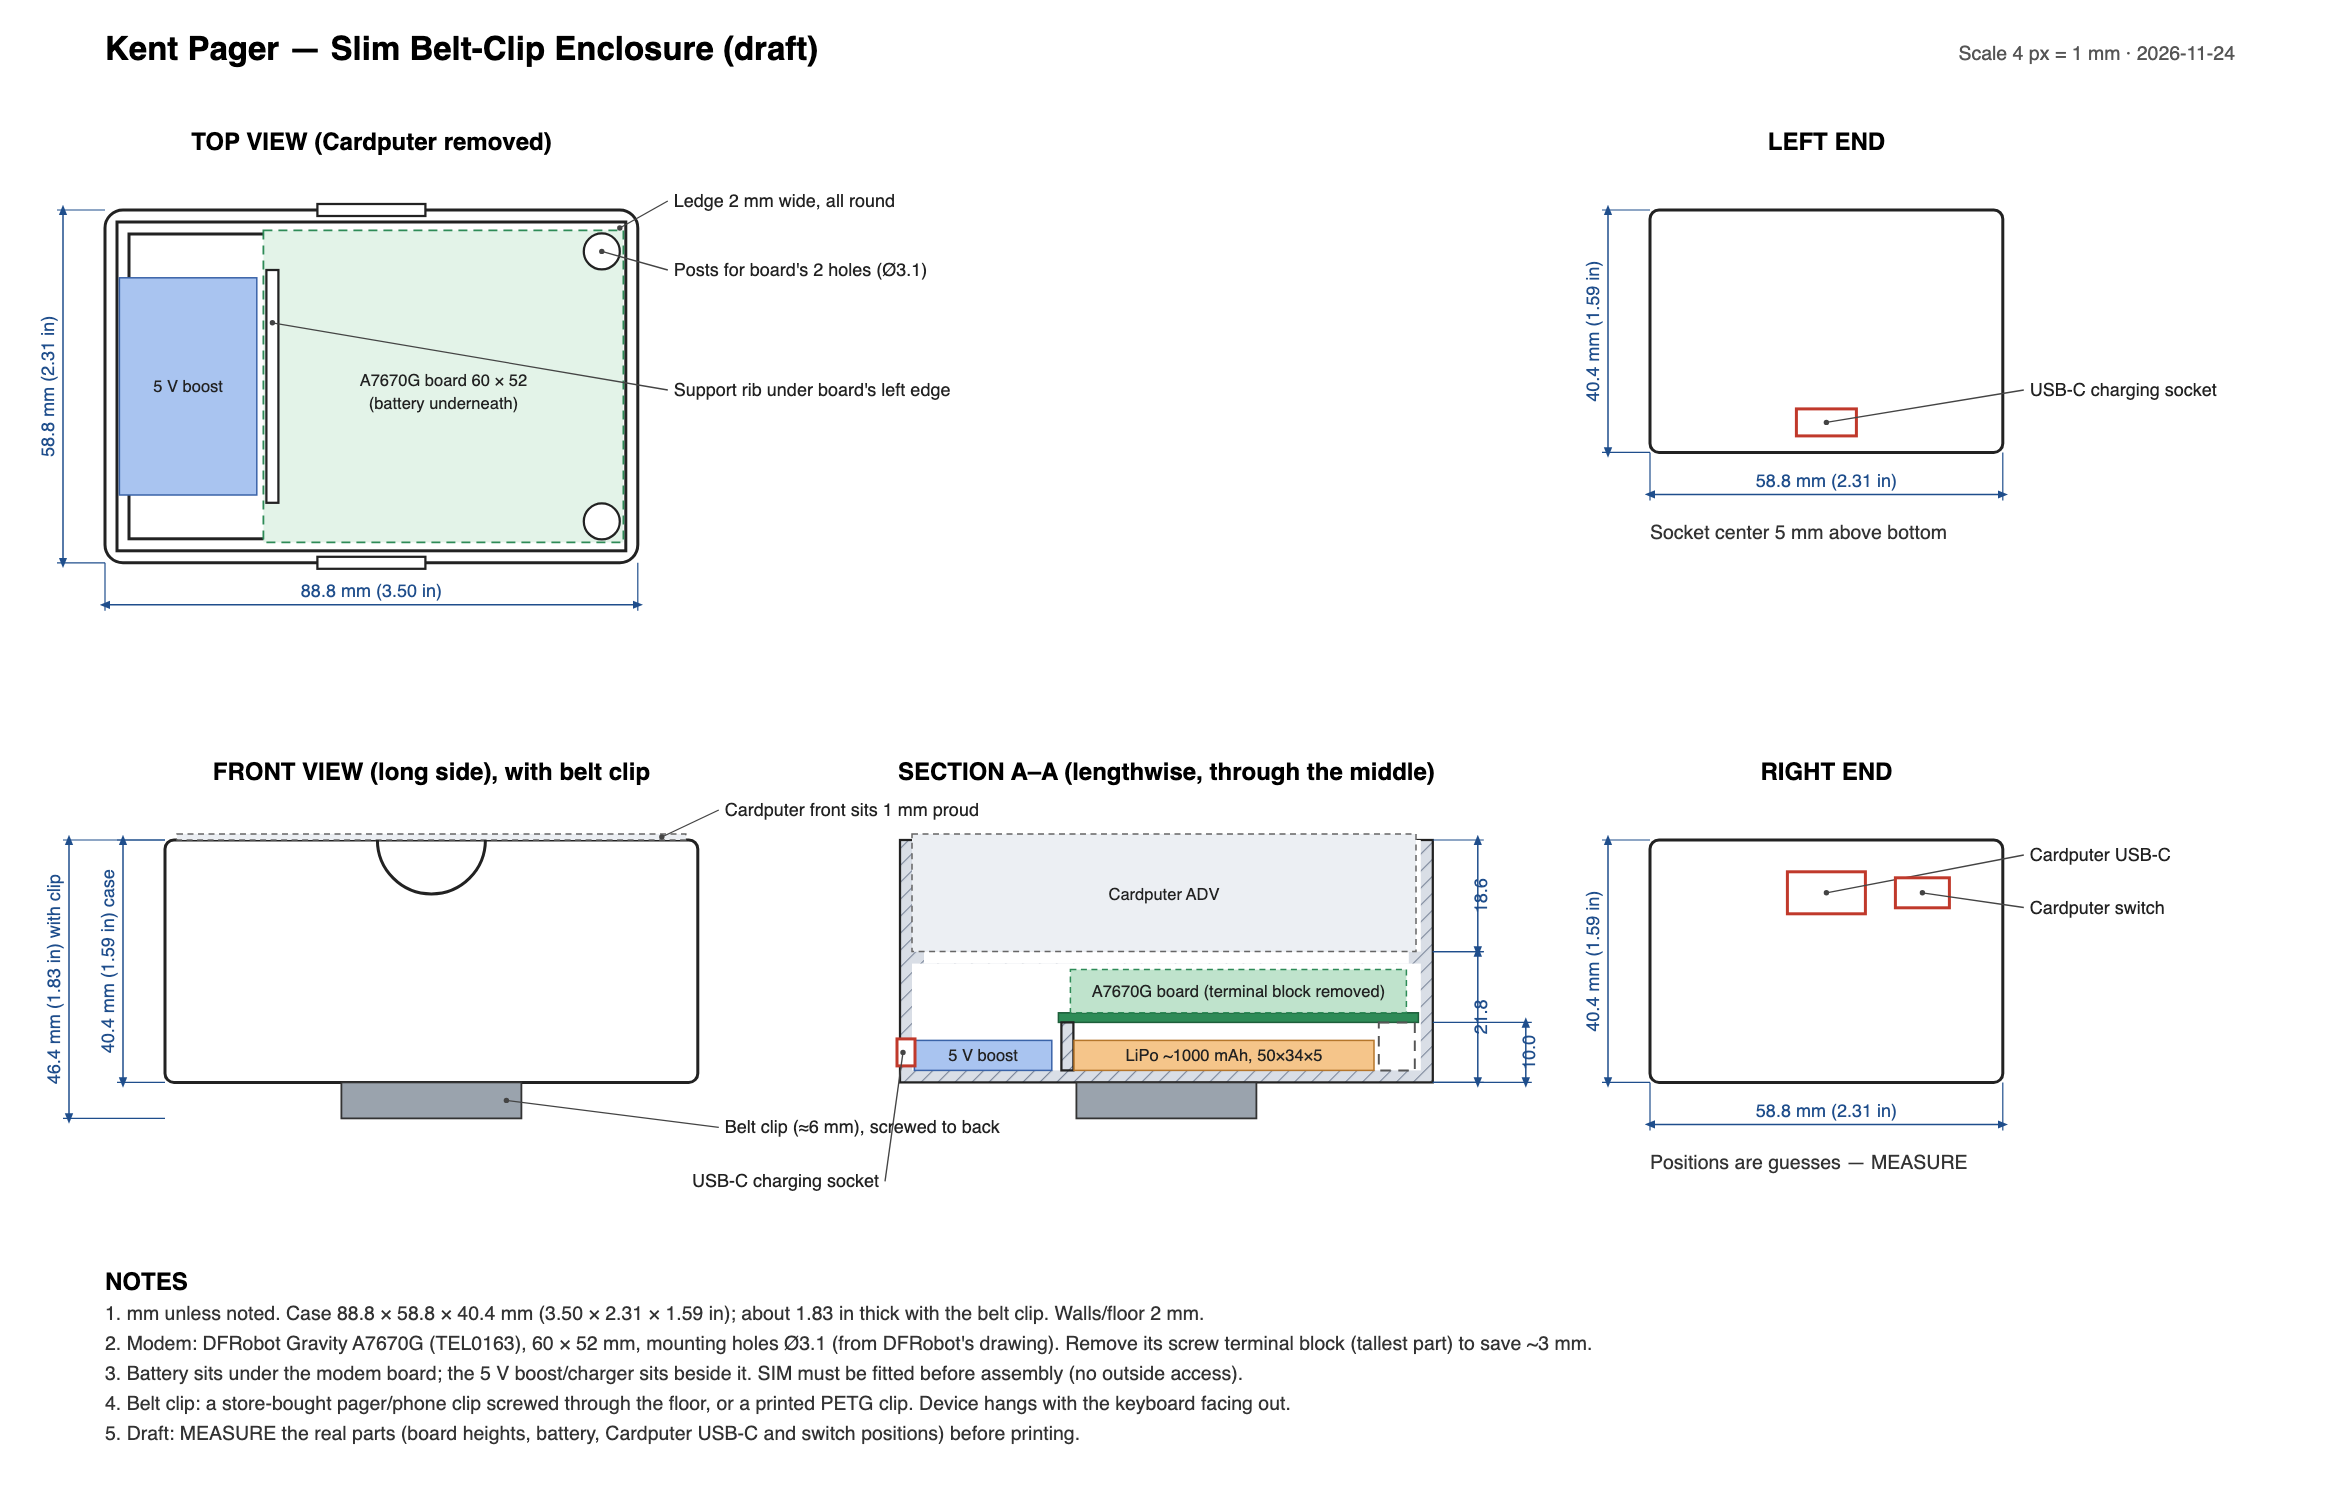 Kent Pager — Slim Belt-Clip Enclosure (draft)
Scale 4 px = 1 mm · 2026-11-24
TOP VIEW (Cardputer removed)
LEFT END
Ledge 2 mm wide, all round
Posts for board's 2 holes (Ø3.1)
58.8 mm (2.31 in)
5 V boost
A7670G board 60 × 52
(battery underneath)
Support rib under board's left edge
88.8 mm (3.50 in)
40.4 mm (1.59 in)
USB-C charging socket
58.8 mm (2.31 in)
Socket center 5 mm above bottom
FRONT VIEW (long side), with belt clip
SECTION A–A (lengthwise, through the middle)
RIGHT END
Cardputer front sits 1 mm proud
46.4 mm (1.83 in) with clip
40.4 mm (1.59 in) case
Belt clip (≈6 mm), screwed to back
USB-C charging socket
Cardputer ADV
A7670G board (terminal block removed)
5 V boost
LiPo ~1000 mAh, 50×34×5
18.6
21.8
10.0
40.4 mm (1.59 in)
Cardputer USB-C
Cardputer switch
58.8 mm (2.31 in)
Positions are guesses — MEASURE
NOTES
1. mm unless noted. Case 88.8 × 58.8 × 40.4 mm (3.50 × 2.31 × 1.59 in); about 1.83 in thick with the belt clip. Walls/floor 2 mm.
2. Modem: DFRobot Gravity A7670G (TEL0163), 60 × 52 mm, mounting holes Ø3.1 (from DFRobot's drawing). Remove its screw terminal block (tallest part) to save ~3 mm.
3. Battery sits under the modem board; the 5 V boost/charger sits beside it. SIM must be fitted before assembly (no outside access).
4. Belt clip: a store-bought pager/phone clip screwed through the floor, or a printed PETG clip. Device hangs with the keyboard facing out.
5. Draft: MEASURE the real parts (board heights, battery, Cardputer USB-C and switch positions) before printing.